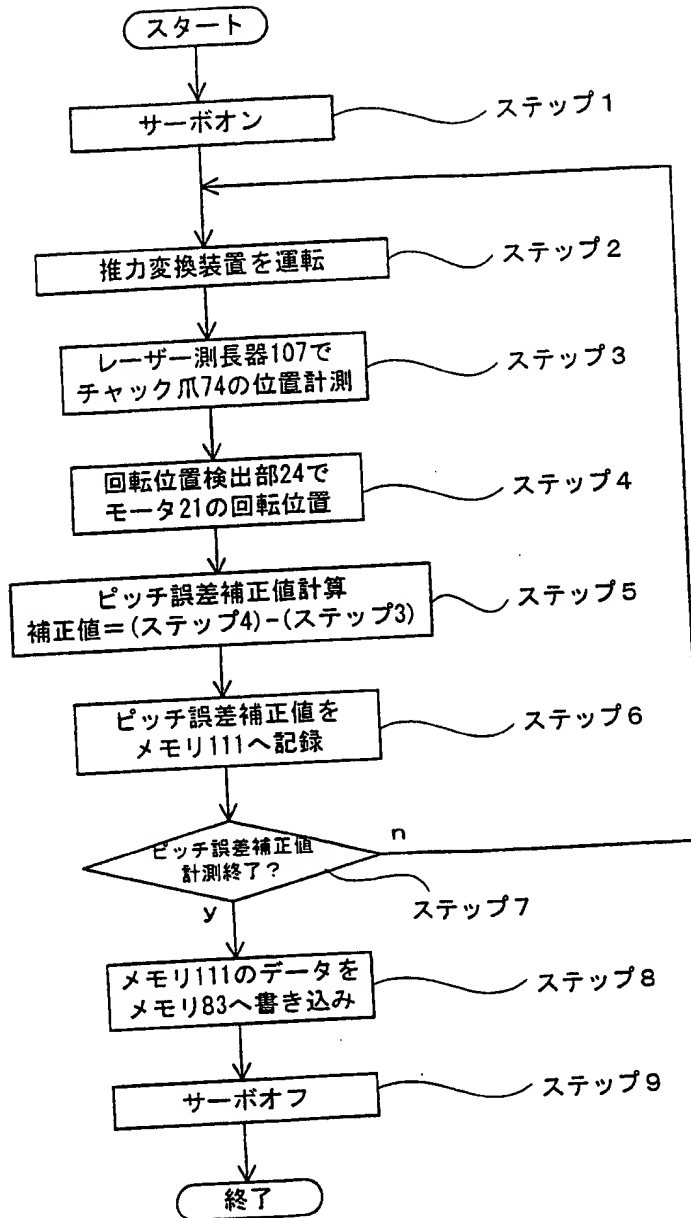 スタート
サーボオン
ステップ1
推力変換装置を運転
ステップ2
レーザー測長器107で
チャック爪74の位置計測
ステップ3
回転位置検出部24で
モータ21の回転位置
ステップ4
ピッチ誤差補正値計算
補正値＝(ステップ4)-(ステップ3)
ステップ5
ピッチ誤差補正値を
メモリ111へ記録
ステップ6
ピッチ誤差補正値
計測終了？
n
y
ステップ7
メモリ111のデータを
メモリ83へ書き込み
ステップ8
サーボオフ
ステップ9
終了